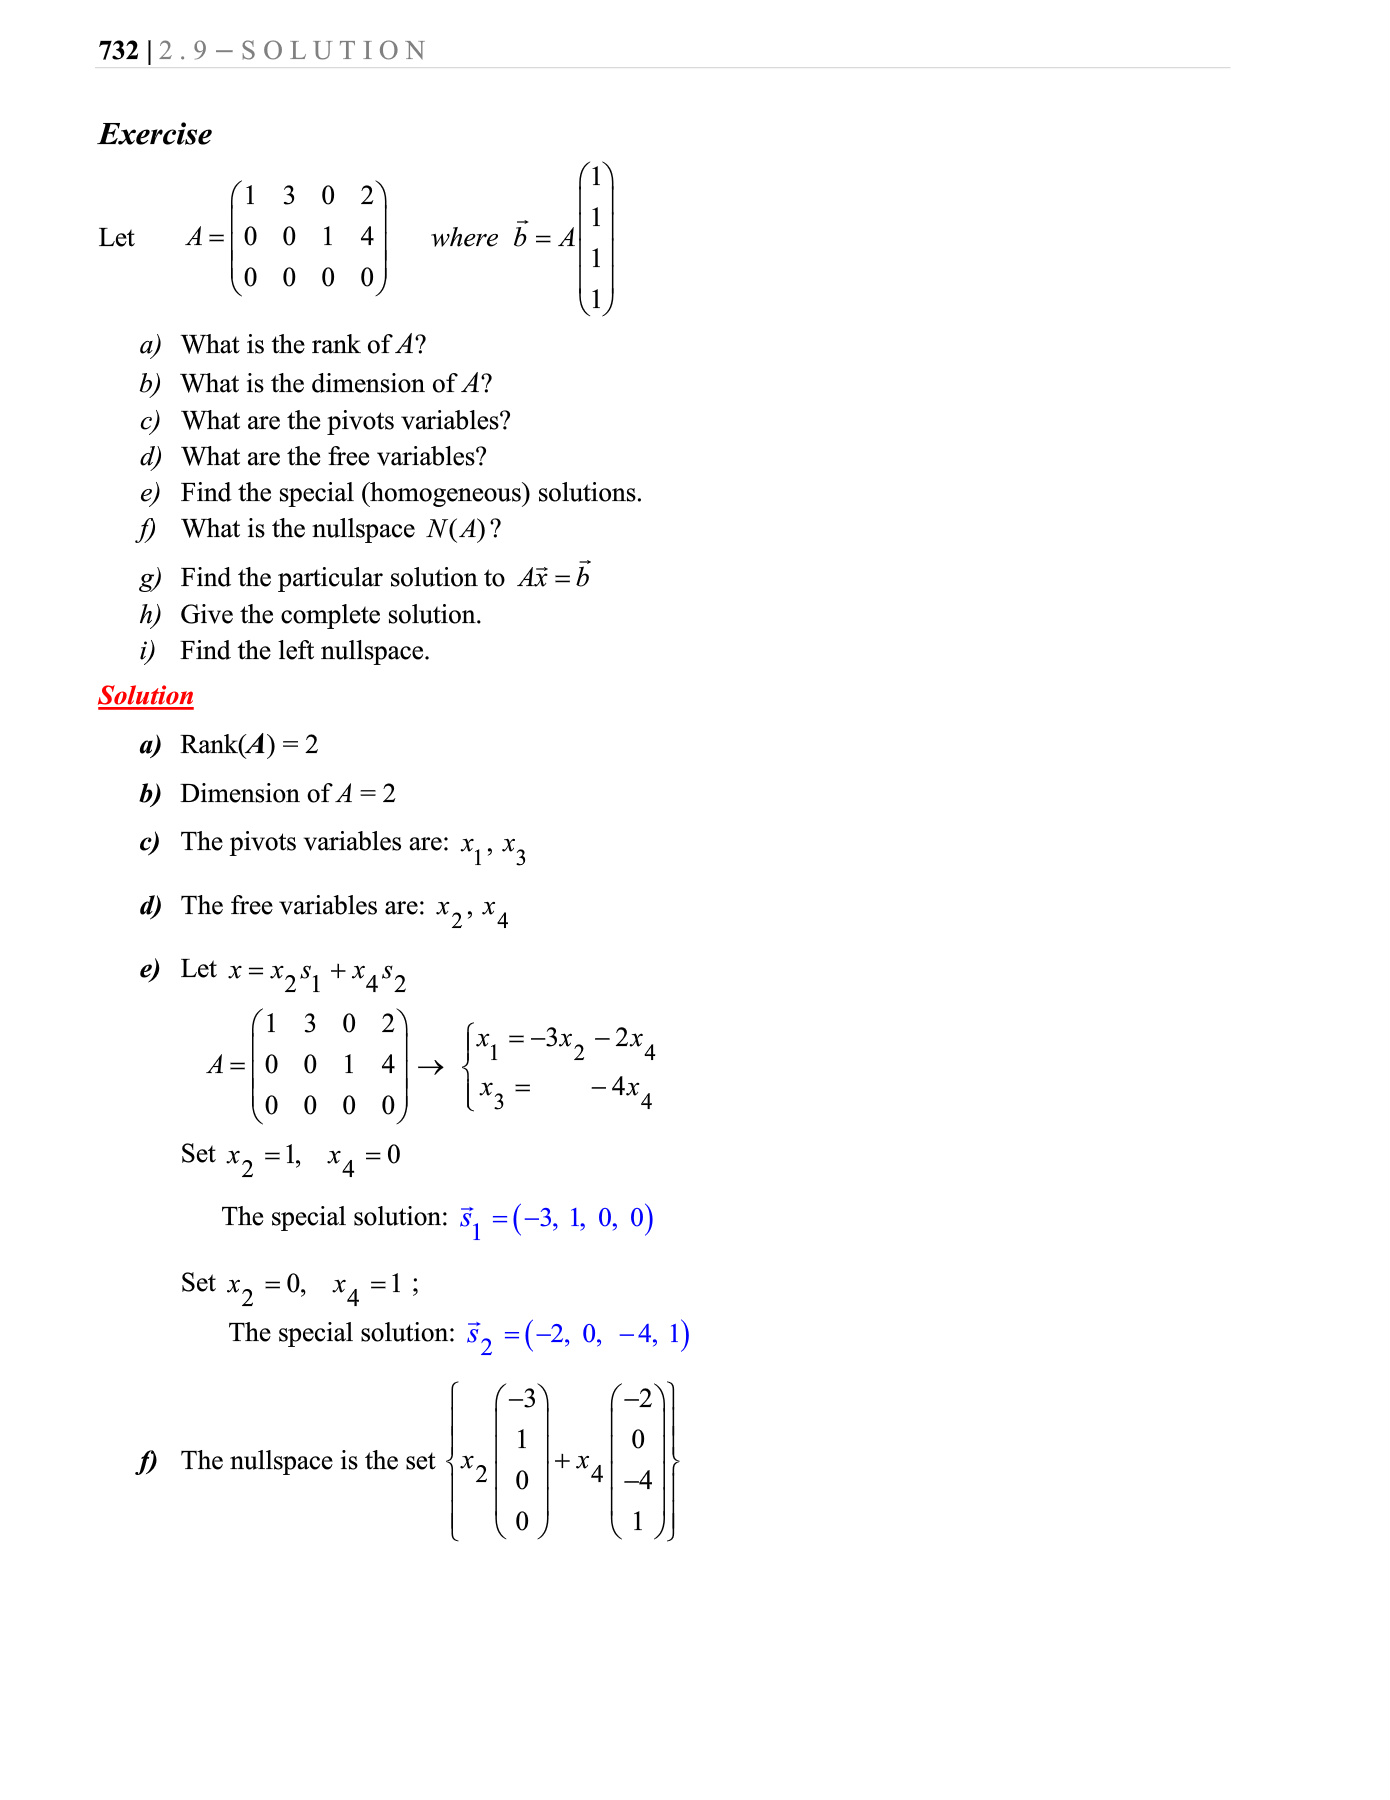 732 | 2.9 – SOLUTION
Exercise
Let A = \begin{pmatrix} 1 & 3 & 0 & 2 \\ 0 & 0 & 1 & 4 \\ 0 & 0 & 0 & 0 \end{pmatrix} where \vec{b} = A \begin{pmatrix} 1 \\ 1 \\ 1 \\ 1 \end{pmatrix}
a) What is the rank of A?
b) What is the dimension of A?
c) What are the pivots variables?
d) What are the free variables?
e) Find the special (homogeneous) solutions.
f) What is the nullspace N(A)?
g) Find the particular solution to A\vec{x} = \vec{b}
h) Give the complete solution.
i) Find the left nullspace.
Solution
a) Rank(A) = 2
b) Dimension of A = 2
c) The pivots variables are: x_1, x_3
d) The free variables are: x_2, x_4
e) Let x = x_2 s_1 + x_4 s_2
A = \begin{pmatrix} 1 & 3 & 0 & 2 \\ 0 & 0 & 1 & 4 \\ 0 & 0 & 0 & 0 \end{pmatrix} → \begin{cases} x_1 = -3x_2 - 2x_4 \\ x_3 = -4x_4 \end{cases}
Set x_2 = 1, x_4 = 0
The special solution: \vec{s}_1 = (-3, 1, 0, 0)
Set x_2 = 0, x_4 = 1 ;
The special solution: \vec{s}_2 = (-2, 0, -4, 1)
f) The nullspace is the set \left\{ x_2 \begin{pmatrix} -3 \\ 1 \\ 0 \\ 0 \end{pmatrix} + x_4 \begin{pmatrix} -2 \\ 0 \\ -4 \\ 1 \end{pmatrix} \right\}